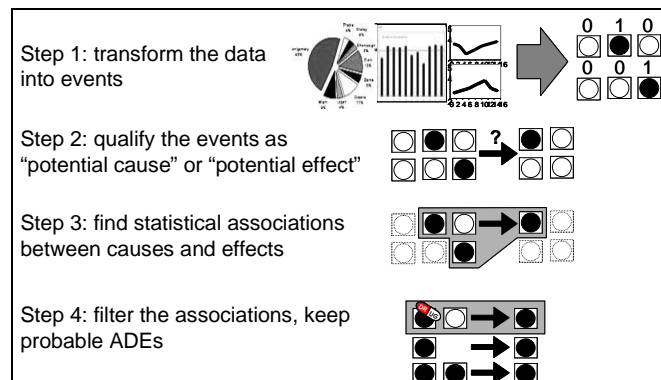 0 1 0
Step 1: transform the data
into events
0 0 1
Step 2: qualify the events as
“potential cause” or “potential effect”
?
Step 3: find statistical associations
between causes and effects
Step 4: filter the associations, keep
probable ADEs
DR UG